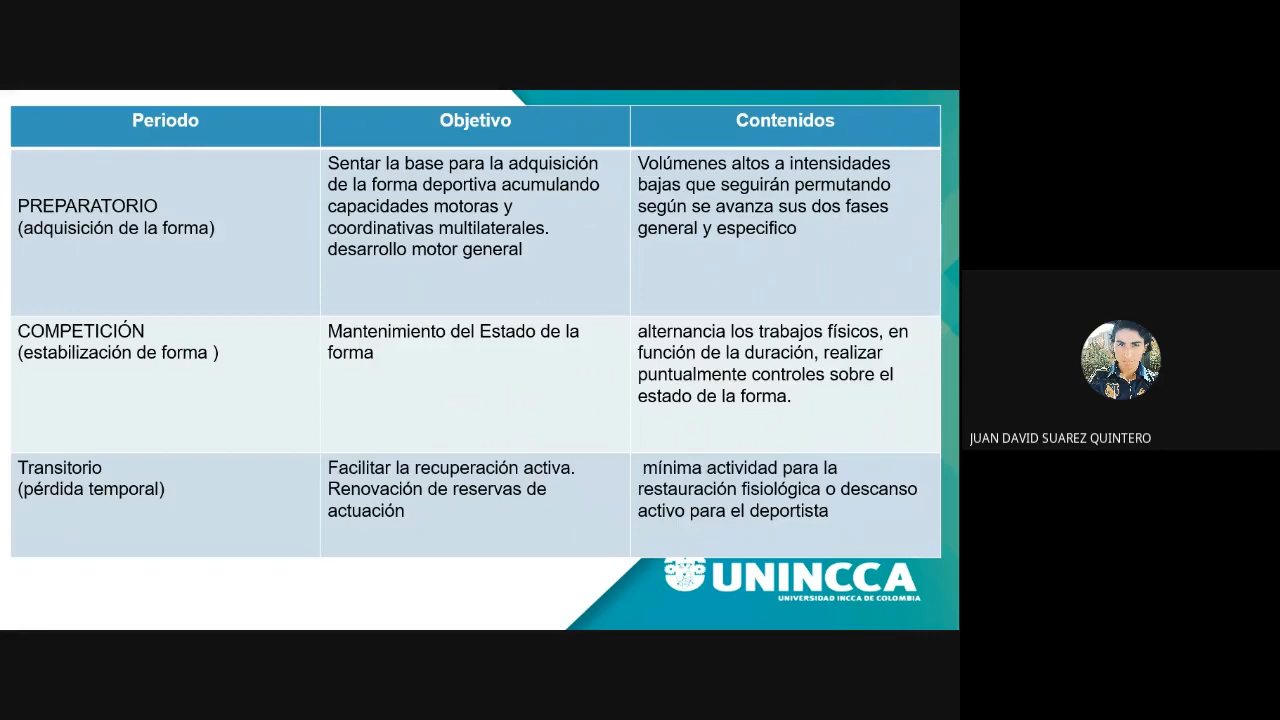 Periodo
Objetivo
Contenidos
PREPARATORIO
(adquisición de la forma)
Sentar la base para la adquisición
de la forma deportiva acumulando
capacidades motoras y
coordinativas multilaterales.
desarrollo motor general
Volúmenes altos a intensidades
bajas que seguirán permutando
según se avanza sus dos fases
general y especifico
COMPETICIÓN
(estabilización de forma )
Mantenimiento del Estado de la
forma
alternancia los trabajos físicos, en
función de la duración, realizar
puntualmente controles sobre el
estado de la forma.
Transitorio
(pérdida temporal)
Facilitar la recuperación activa.
Renovación de reservas de
actuación
mínima actividad para la
restauración fisiológica o descanso
activo para el deportista
UNINCCA
UNIVERSIDAD INCCA DE COLOMBIA
JUAN DAVID SUAREZ QUINTERO